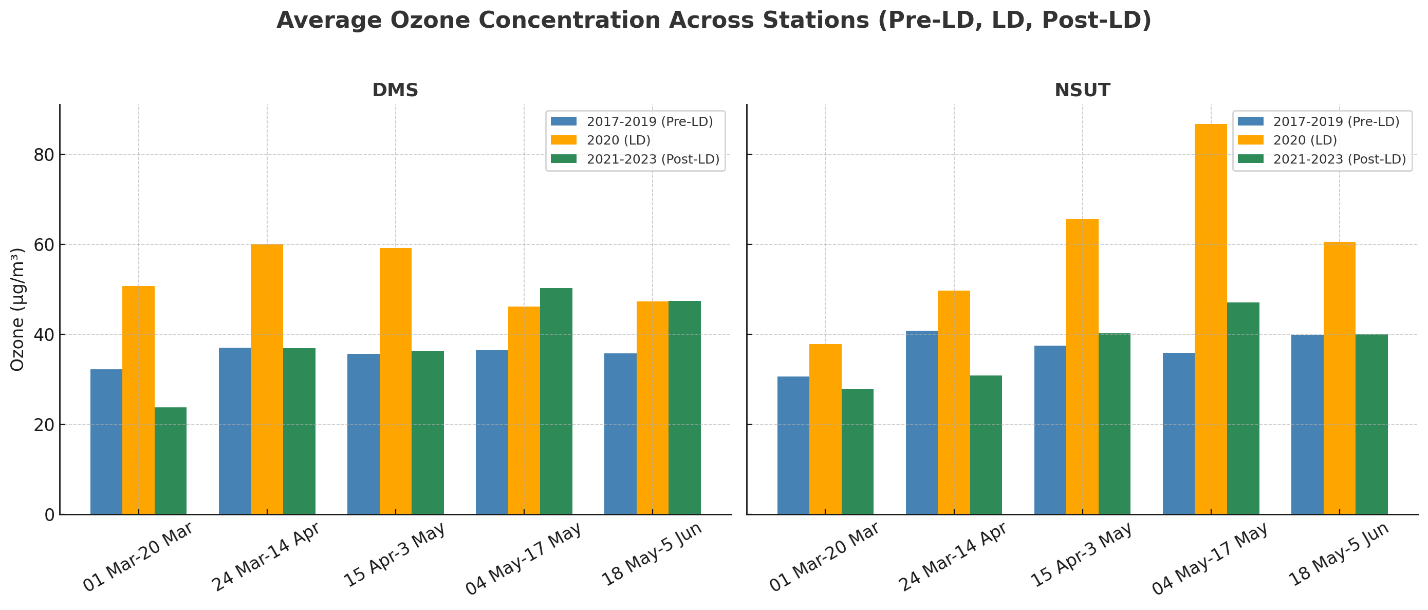 Average Ozone Concentration Across Stations (Pre-LD, LD, Post-LD)
DMS
2017-2019 (Pre-LD)
2020 (LD)
2021-2023 (Post-LD)
Ozone (µg/m³)
80
60
40
20
0
01 Mar-20 Mar
24 Mar-14 Apr
15 Apr-3 May
04 May-17 May
18 May-5 Jun
NSUT
2017-2019 (Pre-LD)
2020 (LD)
2021-2023 (Post-LD)
01 Mar-20 Mar
24 Mar-14 Apr
15 Apr-3 May
04 May-17 May
18 May-5 Jun